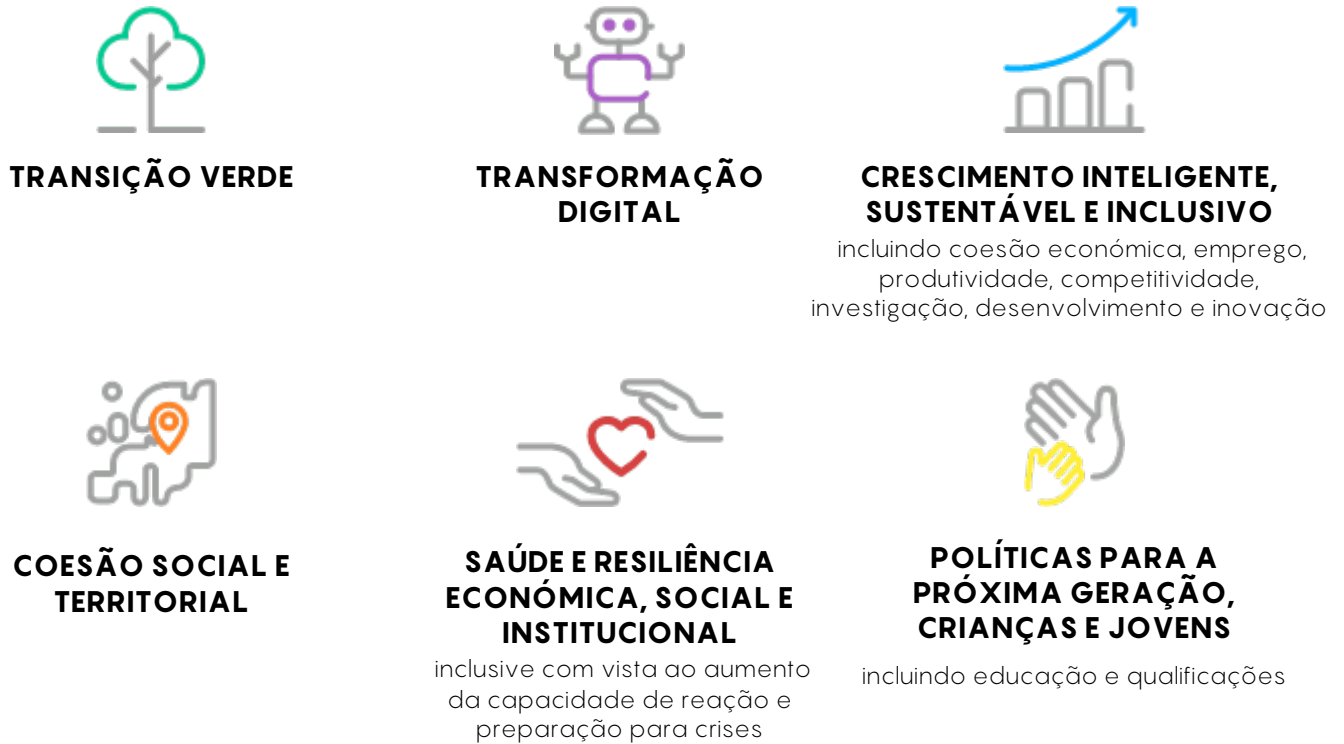 TRANSIÇÃO VERDE
TRANSFORMAÇÃO
DIGITAL
CRESCIMENTO INTELIGENTE,
SUSTENTÁVEL E INCLUSIVO
incluindo coesão económica, emprego,
produtividade, competitividade,
investigação, desenvolvimento e inovação
COESÃO SOCIAL E
TERRITORIAL
SAÚDE E RESILIÊNCIA
ECONÓMICA, SOCIAL E
INSTITUCIONAL
inclusive com vista ao aumento
da capacidade de reação e
preparação para crises
POLÍTICAS PARA A
PRÓXIMA GERAÇÃO,
CRIANÇAS E JOVENS
incluindo educação e qualificações